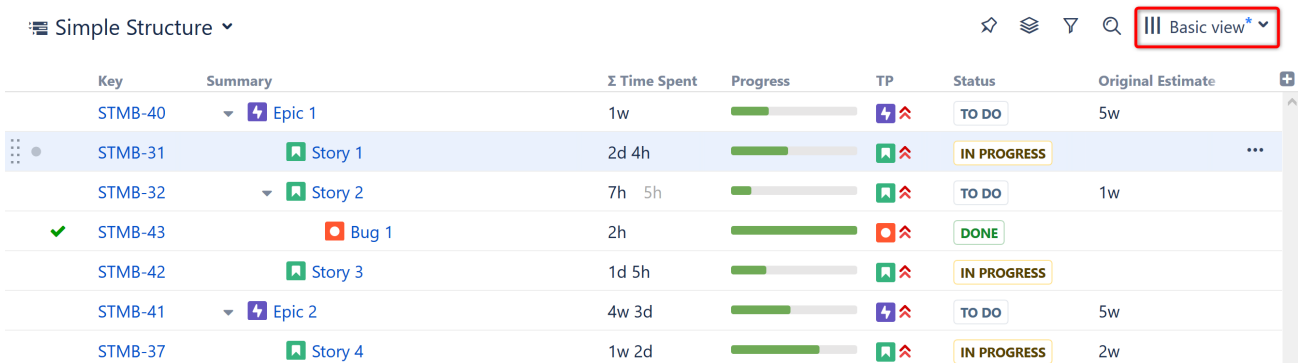 Simple Structure
Basic view*
Key Summary Σ Time Spent Progress TP Status Original Estimate
STMB-40 Epic 1 1w TO DO 5w
STMB-31 Story 1 2d 4h IN PROGRESS
STMB-32 Story 2 7h 5h TO DO 1w
STMB-43 Bug 1 2h DONE
STMB-42 Story 3 1d 5h IN PROGRESS
STMB-41 Epic 2 4w 3d TO DO 5w
STMB-37 Story 4 1w 2d IN PROGRESS 2w